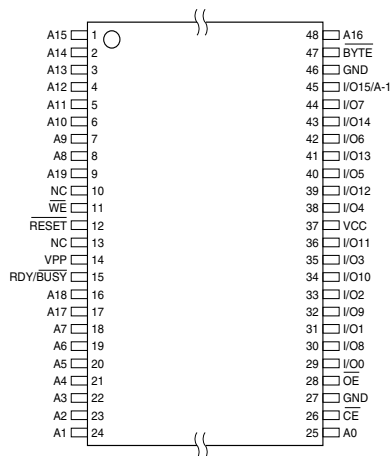 A15 1 48 A16
A14 2 47 BYTE
A13 3 46 GND
A12 4 45 I/O15/A-1
A11 5 44 I/O7
A10 6 43 I/O14
A9 7 42 I/O6
A8 8 41 I/O13
A19 9 40 I/O5
NC 10 39 I/O12
WE 11 38 I/O4
RESET 12 37 VCC
NC 13 36 I/O11
VPP 14 35 I/O3
RDY/BUSY 15 34 I/O10
A18 16 33 I/O2
A17 17 32 I/O9
A7 18 31 I/O1
A6 19 30 I/O8
A5 20 29 I/O0
A4 21 28 OE
A3 22 27 GND
A2 23 26 CE
A1 24 25 A0